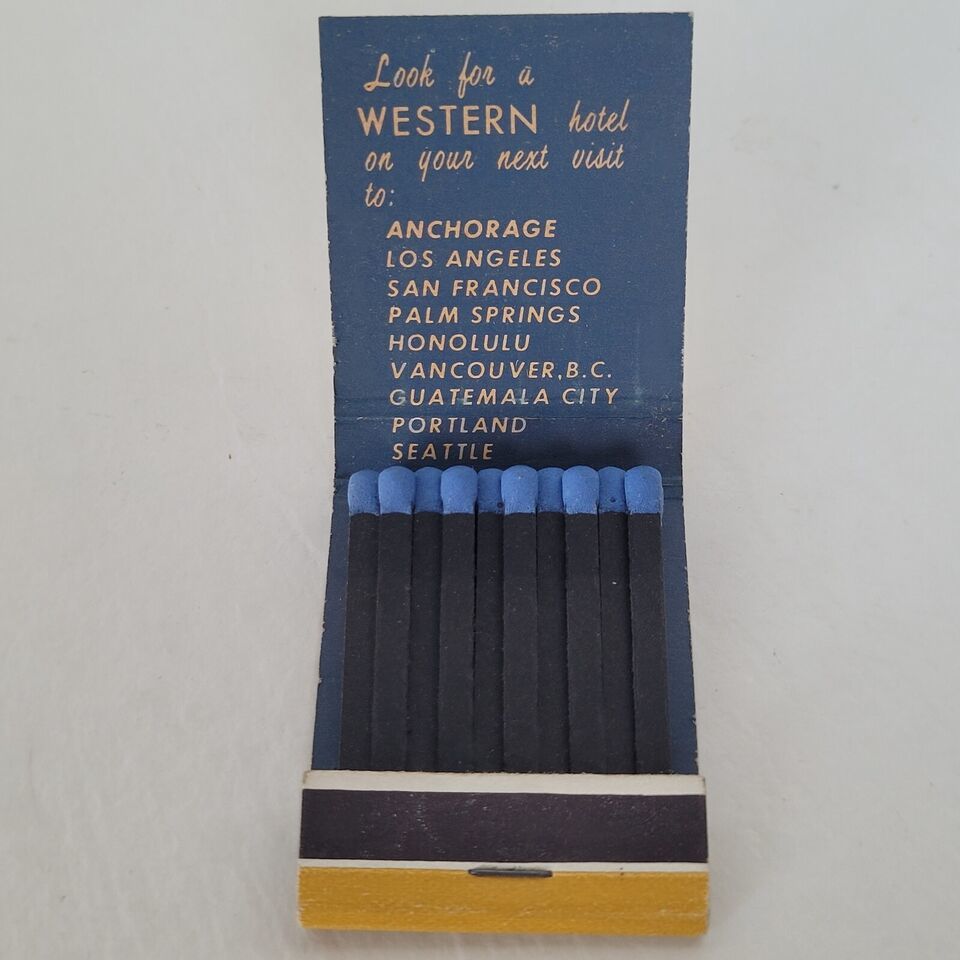 Look for a
WESTERN hotel
on your next visit
to:
ANCHORAGE
LOS ANGELES
SAN FRANCISCO
PALM SPRINGS
HONOLULU
VANCOUVER, B.C.
GUATEMALA CITY
PORTLAND
SEATTLE